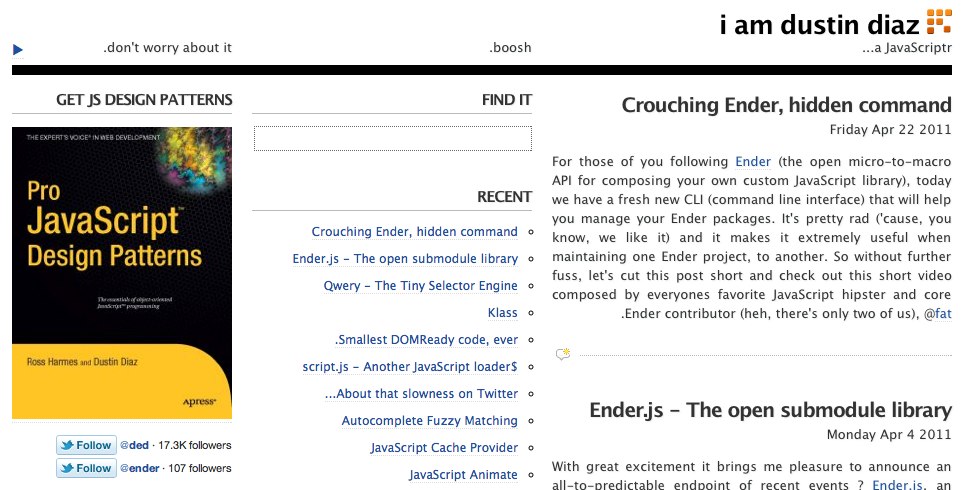 i am dustin diaz
...a JavaScriptr
.boosh
.don't worry about it
Crouching Ender, hidden command
Friday Apr 22 2011
For those of you following Ender (the open micro-to-macro
API for composing your own custom JavaScript library), today
we have a fresh new CLI (command line interface) that will help
you manage your Ender packages. It's pretty rad ('cause, you
know, we like it) and it makes it extremely useful when
maintaining one Ender project, to another. So without further
fuss, let's cut this post short and check out this short video
composed by everyones favorite JavaScript hipster and core
.Ender contributor (heh, there's only two of us), @fat
Ender.js - The open submodule library
Monday Apr 4 2011
With great excitement it brings me pleasure to announce an
all-to-predictable endpoint of recent events ? Ender.js, an
FIND IT
RECENT
Crouching Ender, hidden command
Ender.js - The open submodule library
Qwery - The Tiny Selector Engine
Klass
.Smallest DOMReady code, ever
script.js - Another JavaScript loader$
...About that slowness on Twitter
Autocomplete Fuzzy Matching
JavaScript Cache Provider
JavaScript Animate
GET JS DESIGN PATTERNS
THE EXPERT'S VOICE® IN WEB DEVELOPMENT
Pro
JavaScript™
Design Patterns
The essentials of object-oriented
JavaScript™ programming
Ross Harmes and Dustin Diaz
Apress®
Follow @ded · 17.3K followers
Follow @ender · 107 followers